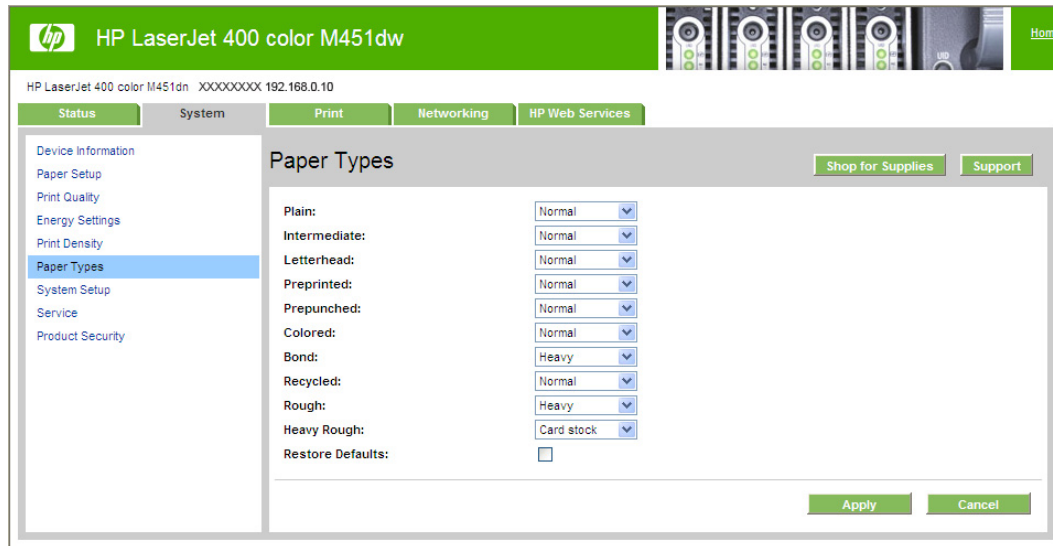 hp HP LaserJet 400 color M451dw
HP LaserJet 400 color M451dn XXXXXXXX 192.168.0.10
Status System Print Networking HP Web Services
Device Information
Paper Setup
Print Quality
Energy Settings
Print Density
Paper Types
System Setup
Service
Product Security
Paper Types
Shop for Supplies Support
Plain: Normal
Intermediate: Normal
Letterhead: Normal
Preprinted: Normal
Prepunched: Normal
Colored: Normal
Bond: Heavy
Recycled: Normal
Rough: Heavy
Heavy Rough: Card stock
Restore Defaults:
Apply Cancel
UID